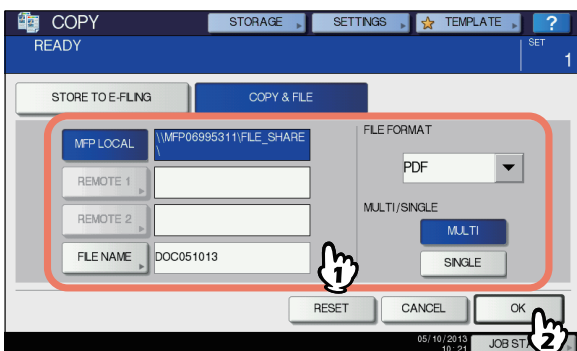 COPY
STORAGE
SETTINGS
TEMPLATE
?
READY
SET
1
STORE TO E-FILING
COPY & FILE
MFP LOCAL
\\MFP06995311\FILE_SHARE
\
FILE FORMAT
PDF
REMOTE 1
REMOTE 2
MULTI/SINGLE
MULTI
FILE NAME
DOC051013
SINGLE
1
RESET
CANCEL
OK
2
05/10/2013
10:21
JOB